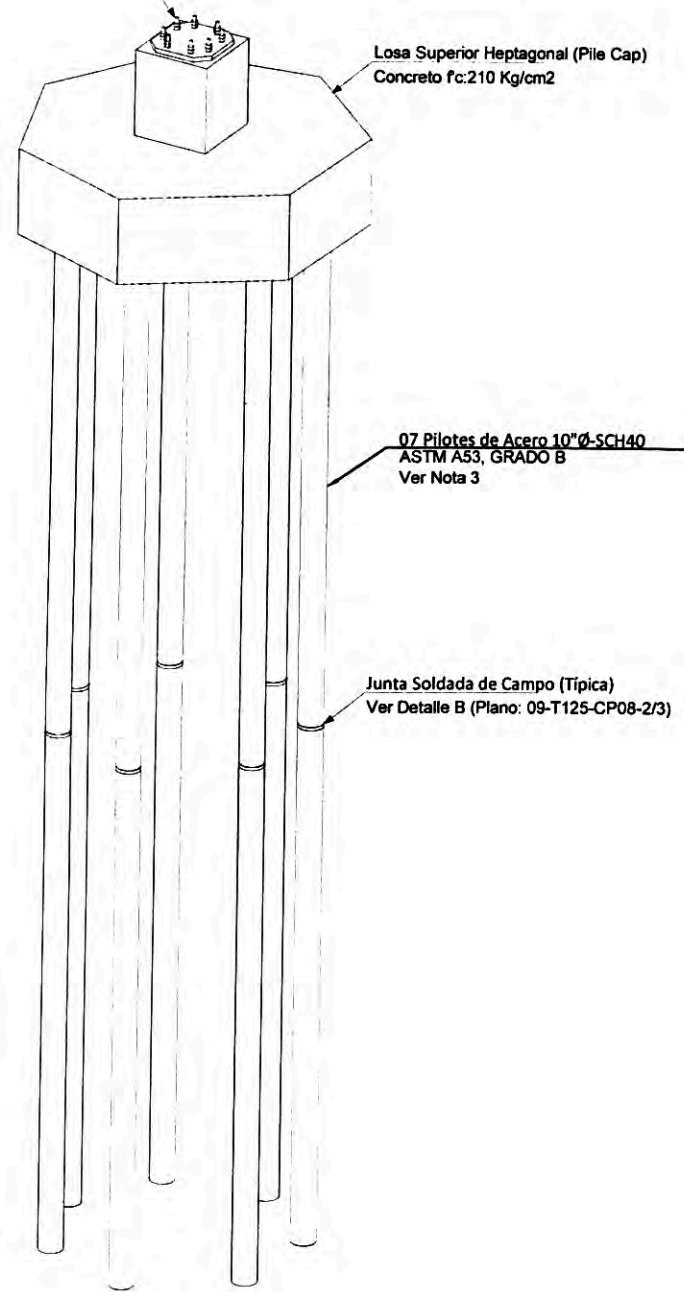 Losa Superior Heptagonal (Pile Cap)
Concreto f'c:210 Kg/cm2
07 Pilotes de Acero 10"Ø-SCH40
ASTM A53, GRADO B
Ver Nota 3
Junta Soldada de Campo (Típica)
Ver Detalle B (Plano: 09-T125-CP08-2/3)